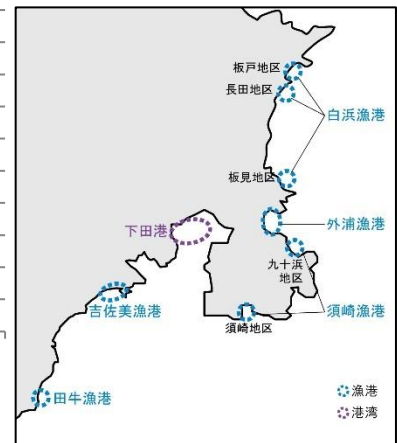 板戸地区
長田地区
白浜漁港
板見地区
下田港
外浦漁港
九十浜
地区
吉佐美漁港
須崎漁港
須崎地区
漁港
田牛漁港
港湾